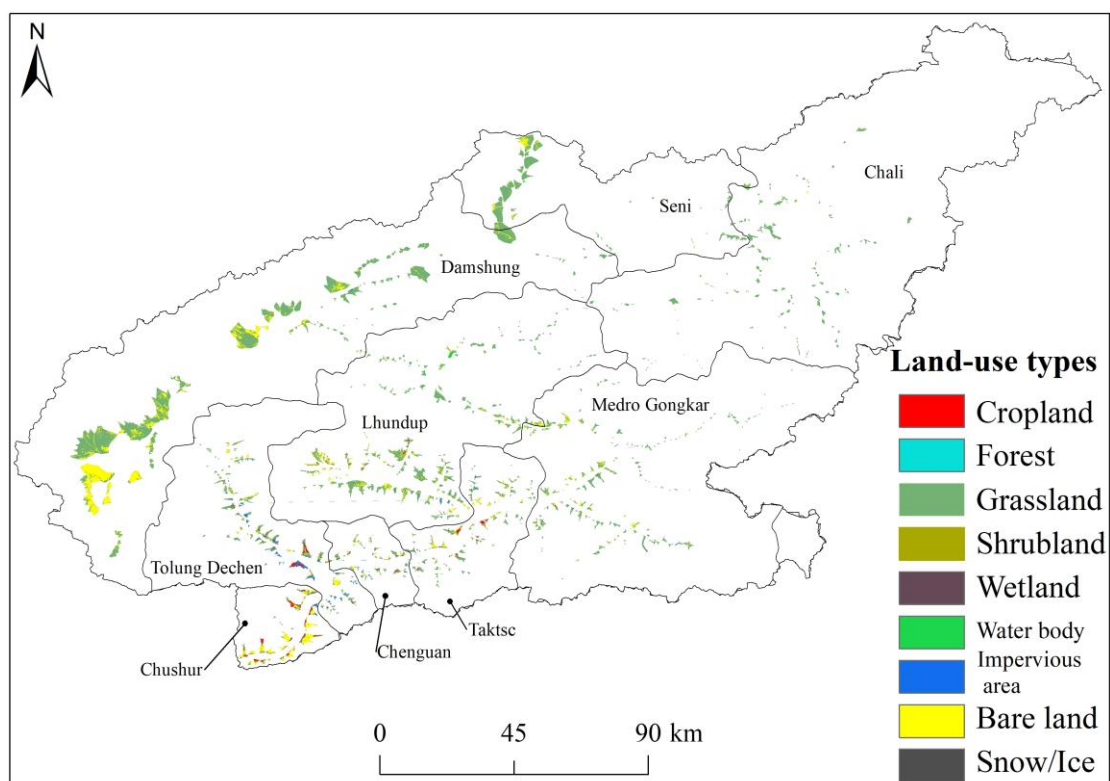 N
Chali
Seni
Damshung
Medro Gongkar
Lhundup
Tolung Dechen
Taktsc
Chenguan
Chushur
0 45 90 km
Land-use types
Cropland
Forest
Grassland
Shrubland
Wetland
Water body
Impervious
area
Bare land
Snow/Ice